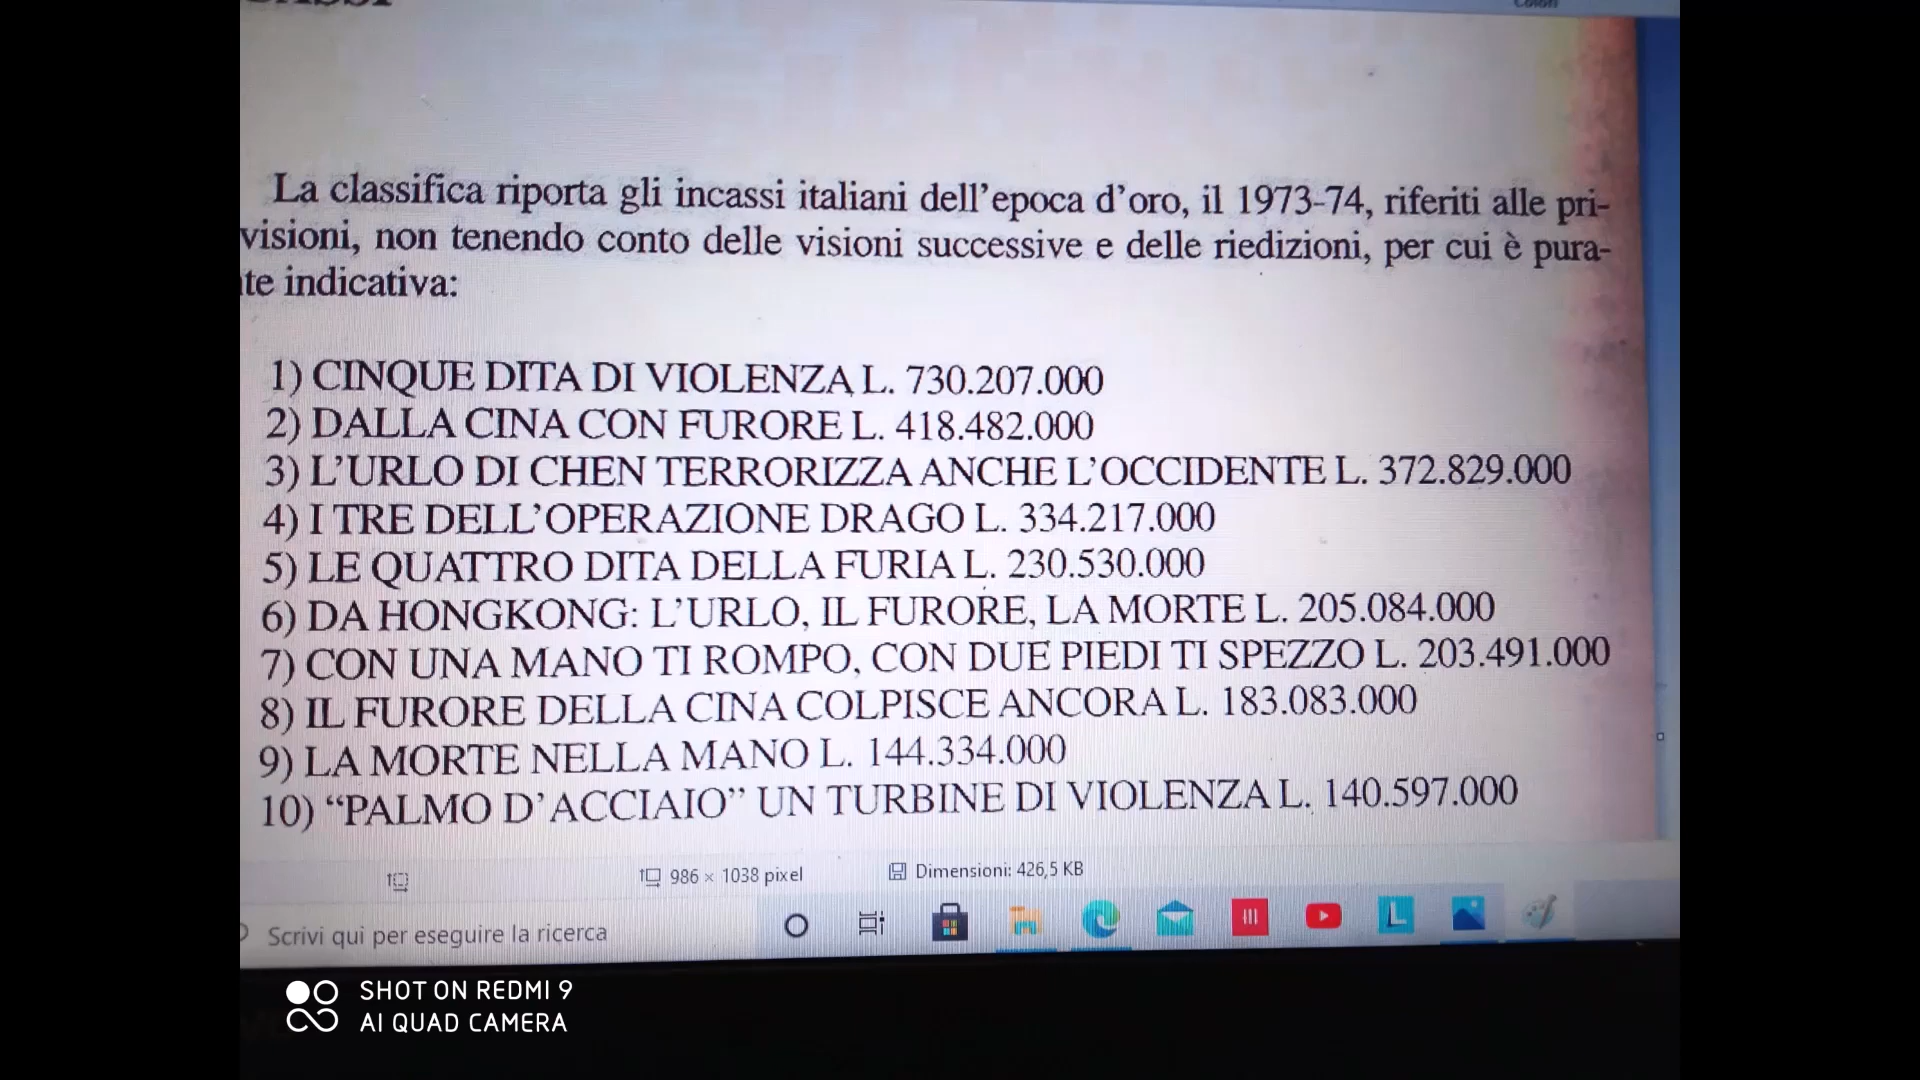 La classifica riporta gli incassi italiani dell'epoca d'oro, il 1973-74, riferiti alle pri-
visioni, non tenendo conto delle visioni successive e delle riedizioni, per cui è pura-
te indicativa:
1) CINQUE DITA DI VIOLENZA L. 730.207.000
2) DALLA CINA CON FURORE L. 418.482.000
3) L'URLO DI CHEN TERRORIZZA ANCHE L'OCCIDENTE L. 372.829.000
4) I TRE DELL'OPERAZIONE DRAGO L. 334.217.000
5) LE QUATTRO DITA DELLA FURIA L. 230.530.000
6) DA HONGKONG: L'URLO, IL FURORE, LA MORTE L. 205.084.000
7) CON UNA MANO TI ROMPO, CON DUE PIEDI TI SPEZZO L. 203.491.000
8) IL FURORE DELLA CINA COLPISCE ANCORA L. 183.083.000
9) LA MORTE NELLA MANO L. 144.334.000
10) “PALMO D'ACCIAIO” UN TURBINE DI VIOLENZA L. 140.597.000
986 × 1038 pixel Dimensioni: 426,5 KB
Scrivi qui per eseguire la ricerca
L
SHOT ON REDMI 9
AI QUAD CAMERA